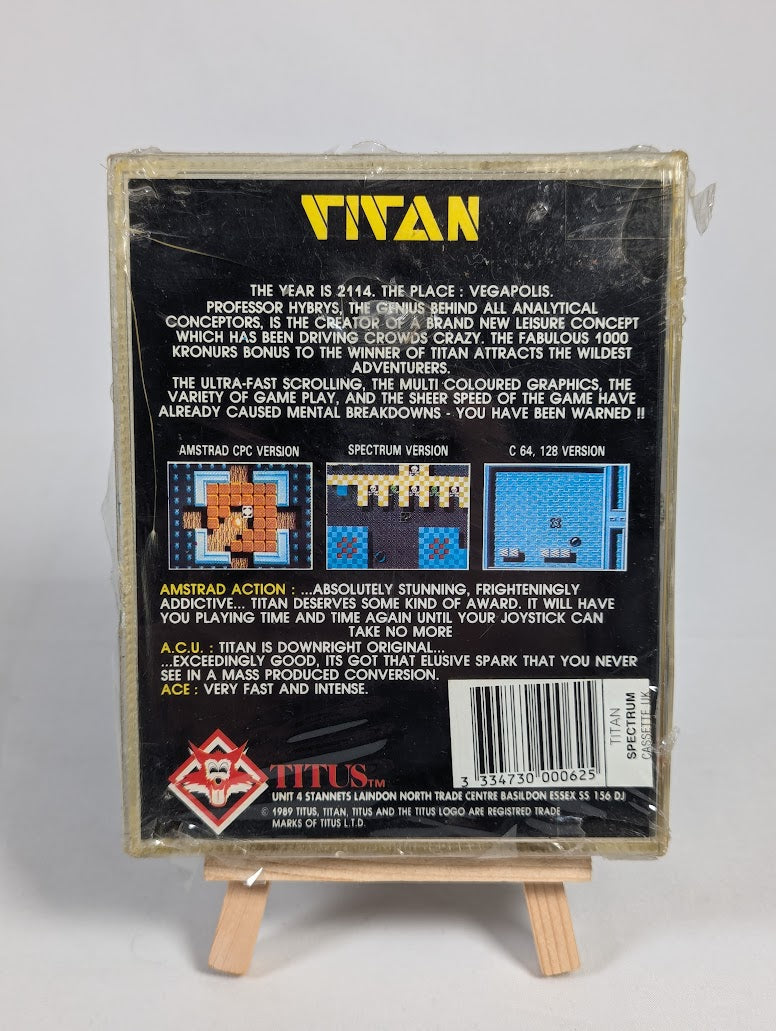 TITAN
THE YEAR IS 2114. THE PLACE : VEGAPOLIS.
PROFESSOR HYBRYS, THE GENIUS BEHIND ALL ANALYTICAL
CONCEPTORS, IS THE CREATOR OF A BRAND NEW LEISURE CONCEPT
WHICH HAS BEEN DRIVING CROWDS CRAZY. THE FABULOUS 1000
KRONURS BONUS TO THE WINNER OF TITAN ATTRACTS THE WILDEST
ADVENTURERS.
THE ULTRA-FAST SCROLLING, THE MULTI COLOURED GRAPHICS, THE
VARIETY OF GAME PLAY, AND THE SHEER SPEED OF THE GAME HAVE
ALREADY CAUSED MENTAL BREAKDOWNS - YOU HAVE BEEN WARNED !!
AMSTRAD CPC VERSION SPECTRUM VERSION C 64, 128 VERSION
AMSTRAD ACTION : ...ABSOLUTELY STUNNING, FRIGHTENINGLY
ADDICTIVE... TITAN DESERVES SOME KIND OF AWARD. IT WILL HAVE
YOU PLAYING TIME AND TIME AGAIN UNTIL YOUR JOYSTICK CAN
TAKE NO MORE
A.C.U. : TITAN IS DOWNRIGHT ORIGINAL...
...EXCEEDINGLY GOOD, ITS GOT THAT ELUSIVE SPARK THAT YOU NEVER
SEE IN A MASS PRODUCED CONVERSION.
ACE : VERY FAST AND INTENSE.
3 334730 000625
TITAN
SPECTRUM
CASSETTE UK
TITUS TM
UNIT 4 STANNETS LAINDON NORTH TRADE CENTRE BASILDON ESSEX SS 156 DJ
© 1989 TITUS, TITAN, TITUS AND THE TITUS LOGO ARE REGISTRED TRADE
MARKS OF TITUS L.T.D.